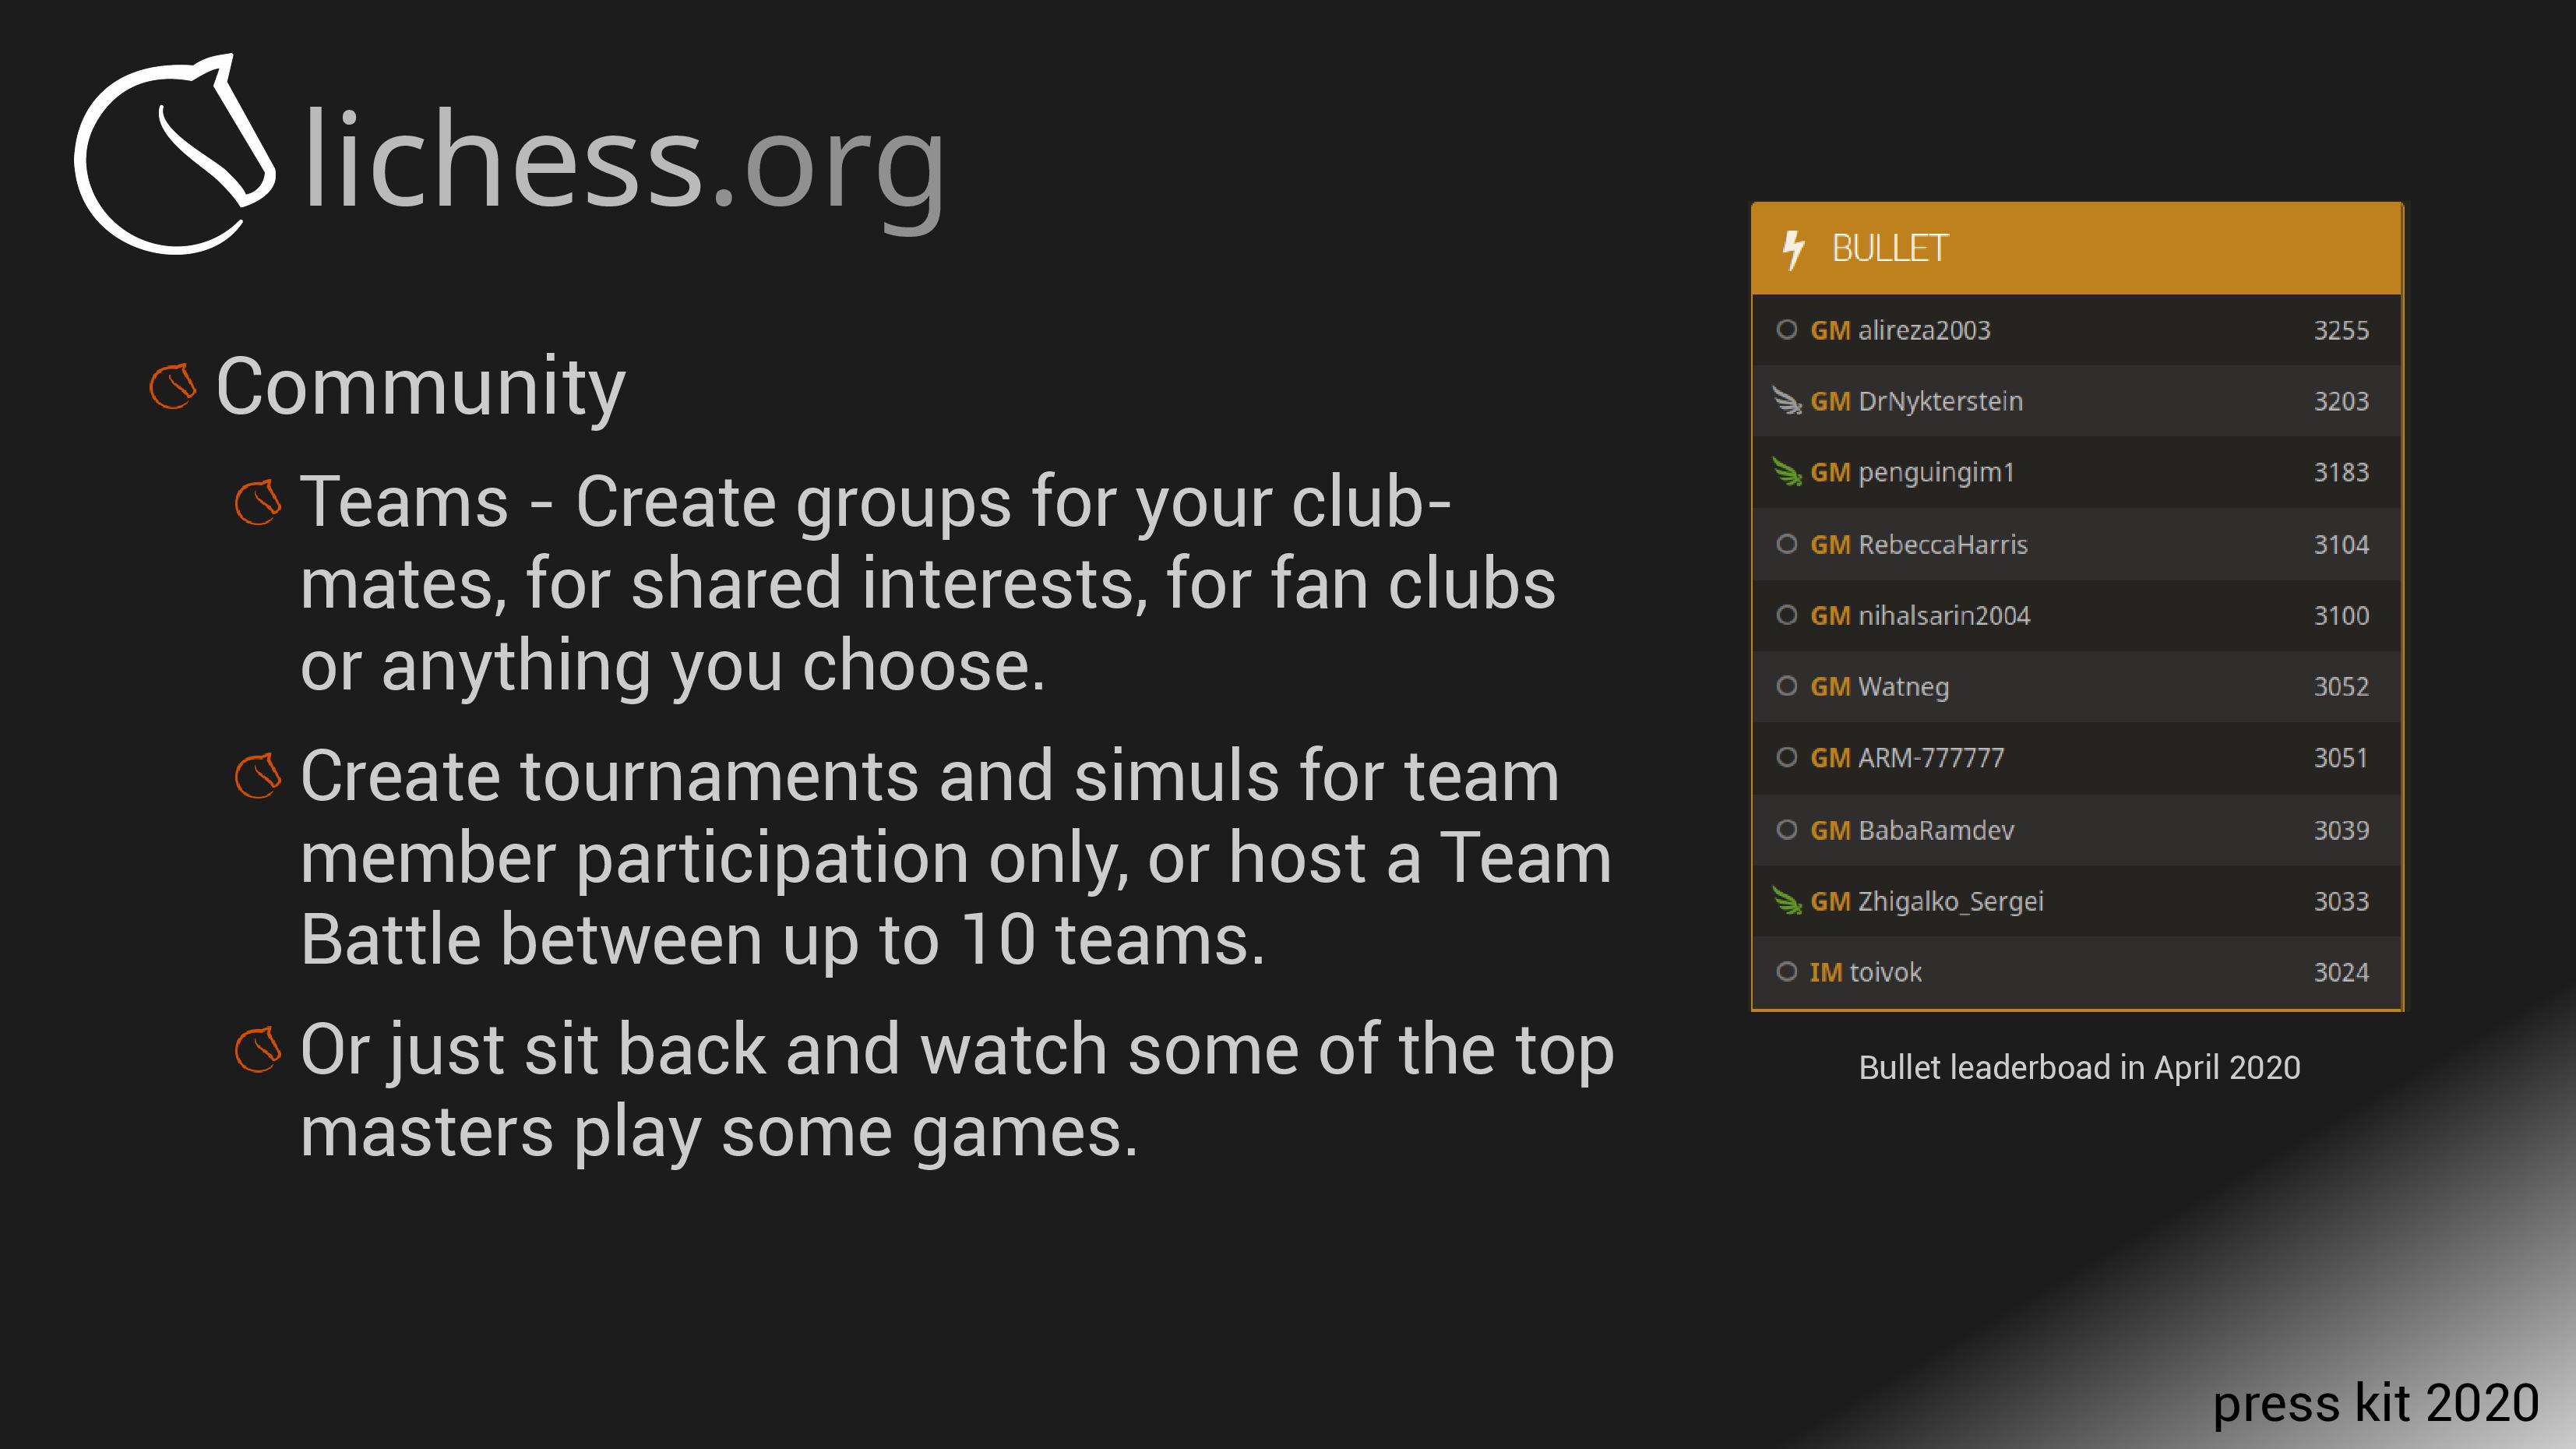 lichess.org
Community
Teams - Create groups for your club-
mates, for shared interests, for fan clubs
or anything you choose.
Create tournaments and simuls for team
member participation only, or host a Team
Battle between up to 10 teams.
Or just sit back and watch some of the top
masters play some games.
BULLET
GM alireza2003 3255
GM DrNykterstein 3203
GM penguingim1 3183
GM RebeccaHarris 3104
GM nihalsarin2004 3100
GM Watneg 3052
GM ARM-777777 3051
GM BabaRamdev 3039
GM Zhigalko_Sergei 3033
IM toivok 3024
Bullet leaderboad in April 2020
press kit 2020